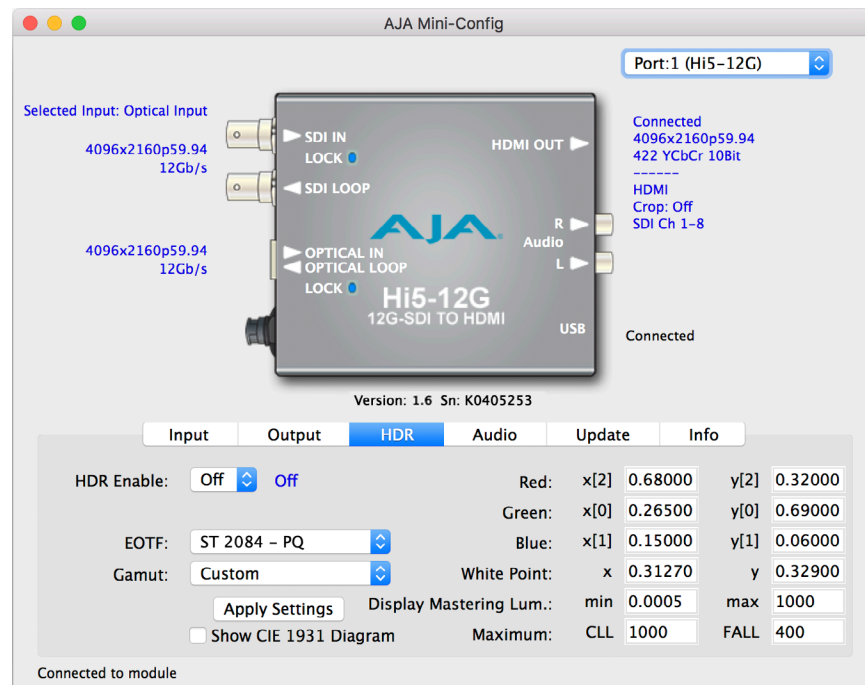 AJA Mini-Config
Port:1 (Hi5-12G)
Selected Input: Optical Input
4096x2160p59.94
12Gb/s
4096x2160p59.94
12Gb/s
SDI IN
LOCK
SDI LOOP
OPTICAL IN
OPTICAL LOOP
LOCK
HDMI OUT
AJA
R
Audio
L
Hi5-12G
12G-SDI TO HDMI
USB
Connected
4096x2160p59.94
422 YCbCr 10Bit
------
HDMI
Crop: Off
SDI Ch 1-8
Connected
Version: 1.6 Sn: K0405253
Input Output HDR Audio Update Info
HDR Enable: Off Off
EOTF: ST 2084 - PQ
Gamut: Custom
Apply Settings
Show CIE 1931 Diagram
Red: x[2] 0.68000 y[2] 0.32000
Green: x[0] 0.26500 y[0] 0.69000
Blue: x[1] 0.15000 y[1] 0.06000
White Point: x 0.31270 y 0.32900
Display Mastering Lum.: min 0.0005 max 1000
Maximum: CLL 1000 FALL 400
Connected to module